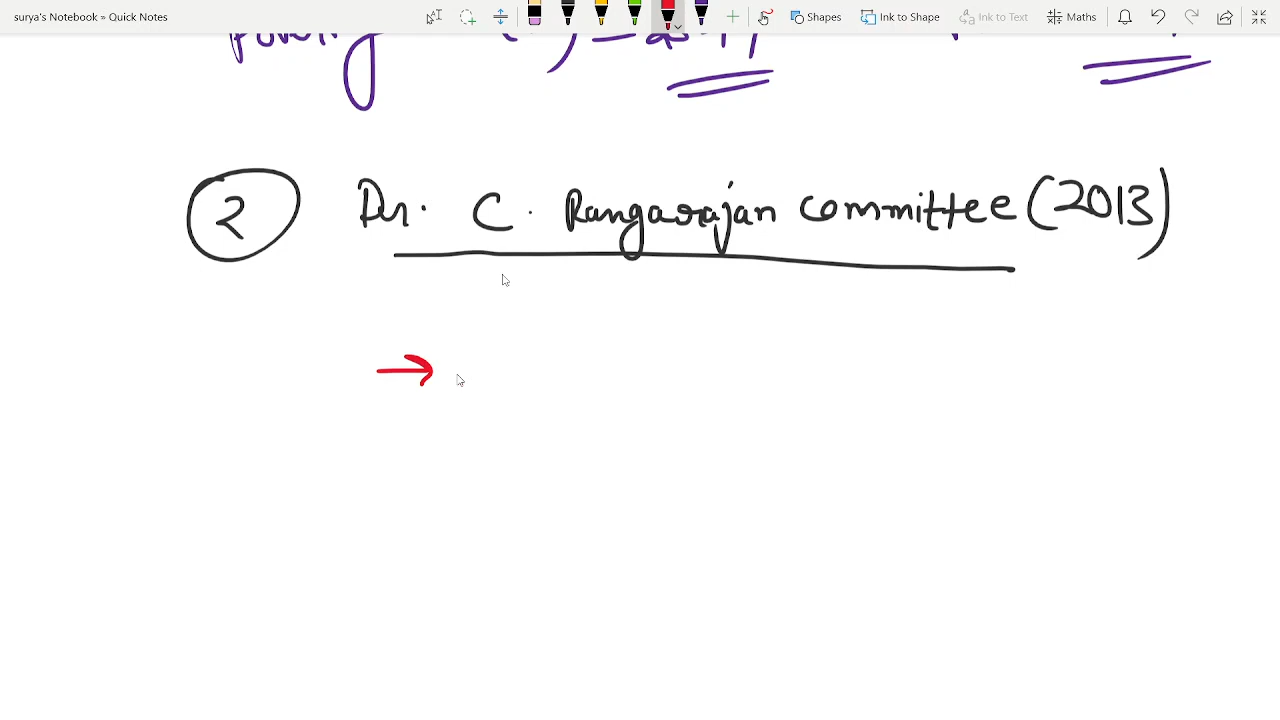 surya's Notebook » Quick Notes
Shapes
Ink to Shape
Ink to Text
Maths
② Dr. C. Rangarajan committee (2013)
→